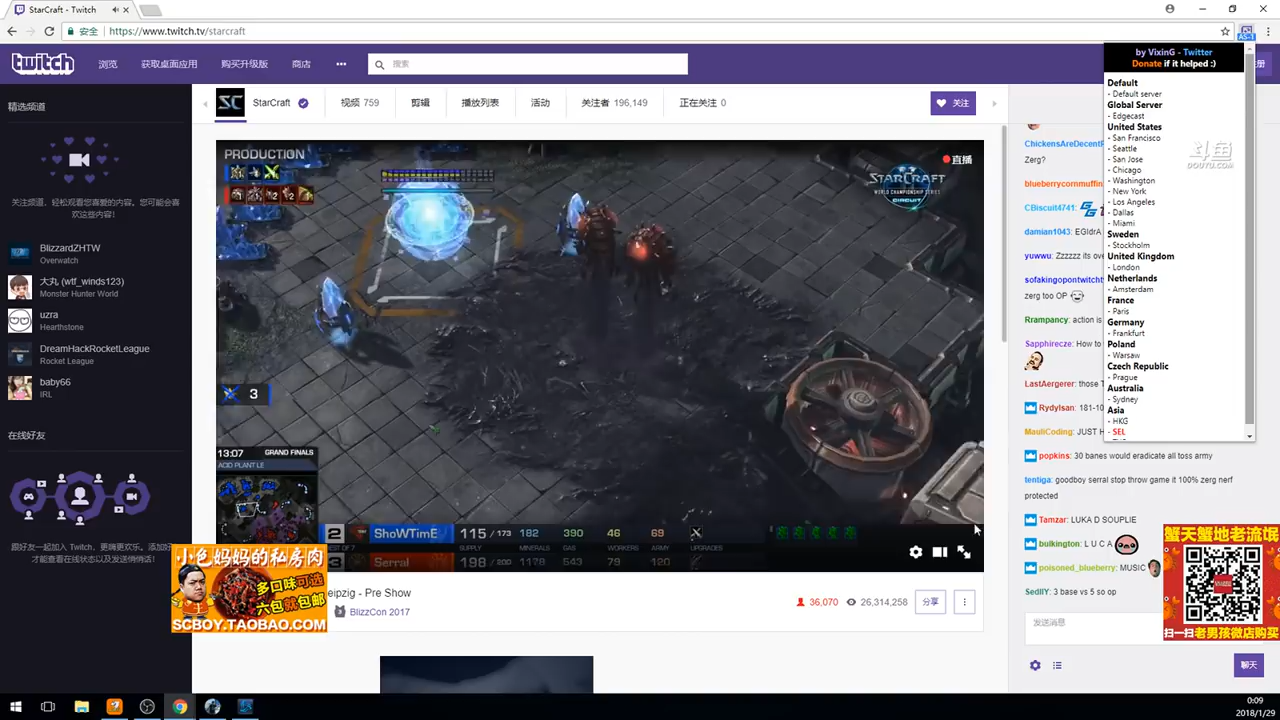 StarCraft - Twitch
安全
https://www.twitch.tv/starcraft
twitch
浏览
获取桌面应用
购买升级版
商店
搜索
精选频道
关注频道，轻松观看您喜爱的内容。您可能会喜欢这些内容！
BlizzardZHTW
Overwatch
大丸 (wtf_winds123)
Monster Hunter World
uzra
Hearthstone
DreamHackRocketLeague
Rocket League
baby66
IRL
在线好友
StarCraft
视频 759
剪辑
播放列表
活动
关注者 196,149
正在关注 0
关注
PRODUCTION
直播
STARCRAFT
WORLD CHAMPIONSHIP SERIES
CIRCUIT
3
13:07 GRAND FINALS
ACID PLANT LE
2 ShoWTimE 115 / 173 182 390 46 69
SUPPLY MINERALS GAS WORKERS ARMY UPGRADES
3 Serral 198 / 200 1178 543 79 120
eipzig - Pre Show
BlizzCon 2017
36,070
26,314,258
分享
小色妈妈的私房肉
多口味可选
六包就包邮
SCBOY.TAOBAO.COM
by VixinG - Twitter
Donate if it helped :)
Default
- Default server
Global Server
- Edgecast
United States
- San Francisco
- Seattle
- San Jose
- Chicago
- Washington
- New York
- Los Angeles
- Dallas
- Miami
Sweden
- Stockholm
United Kingdom
- London
Netherlands
- Amsterdam
France
- Paris
Germany
- Frankfurt
Poland
- Warsaw
Czech Republic
- Prague
Australia
- Sydney
Asia
- HKG
- SEL
斗鱼
DOUYU.COM
ChickensAreDecentP
Zerg?
blueberrycornmuffin
CBiscuit4741:
damian1043: EGIdrA
yuwwu: Zzzzzz its ove
sofakingopontwitcht
zerg too OP
Rrampancy: action is
Sapphirecze: How to
LastAergerer: those T
Rydylsan: 181-10
MauliCoding: JUST H
popkins: 30 banes would eradicate all toss army
tentiga: goodboy serral stop throw game it 100% zerg nerf
protected
Tamzar: LUKA D SOUPLIE
bulkington: L U C A
poisoned_blueberry: MUSIC
SedlIY: 3 base vs 5 so op
发送消息
聊天
蟹天蟹地老流氓
扫一扫老男孩微店购买
0:09
2018/1/29